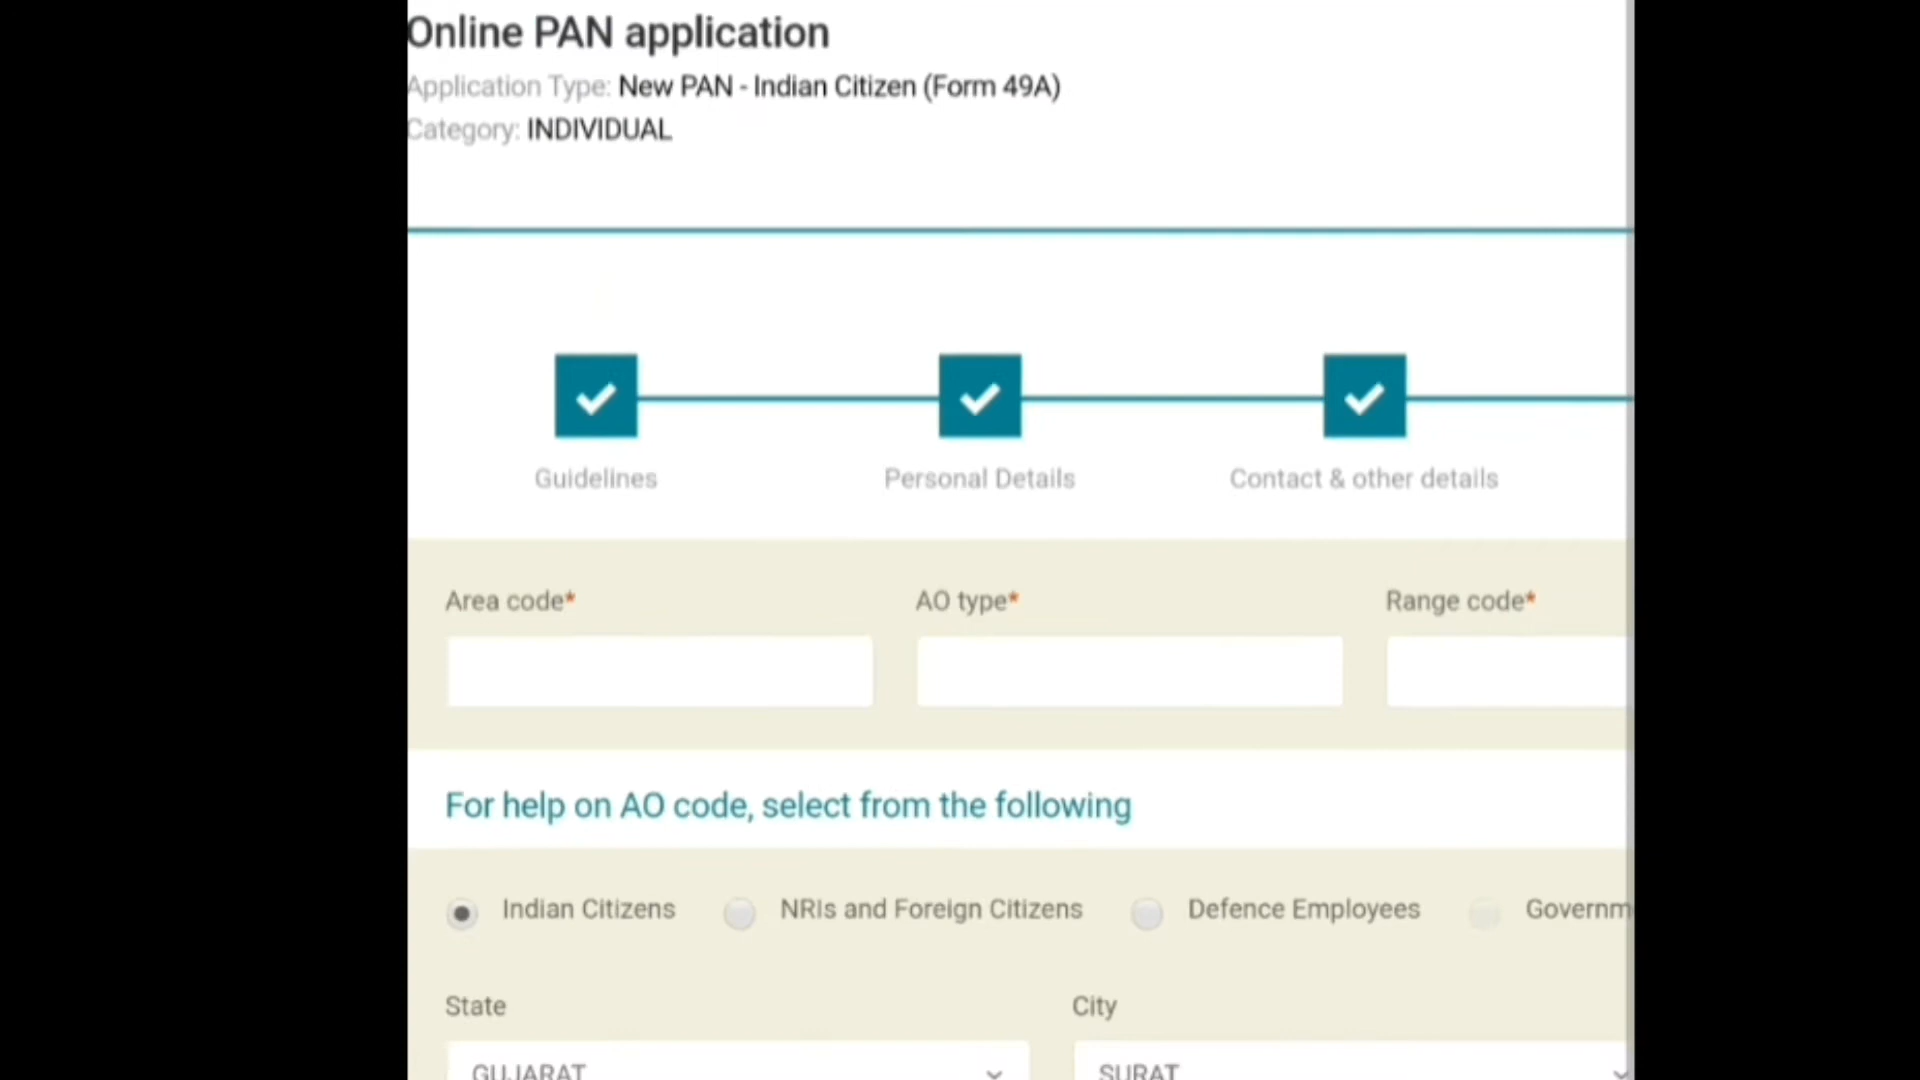 Online PAN application
Application Type: New PAN - Indian Citizen (Form 49A)
Category: INDIVIDUAL
Guidelines
Personal Details
Contact & other details
Area code*
AO type*
Range code*
For help on AO code, select from the following
Indian Citizens
NRIs and Foreign Citizens
Defence Employees
Governm
State
City
GUJARAT
SURAT